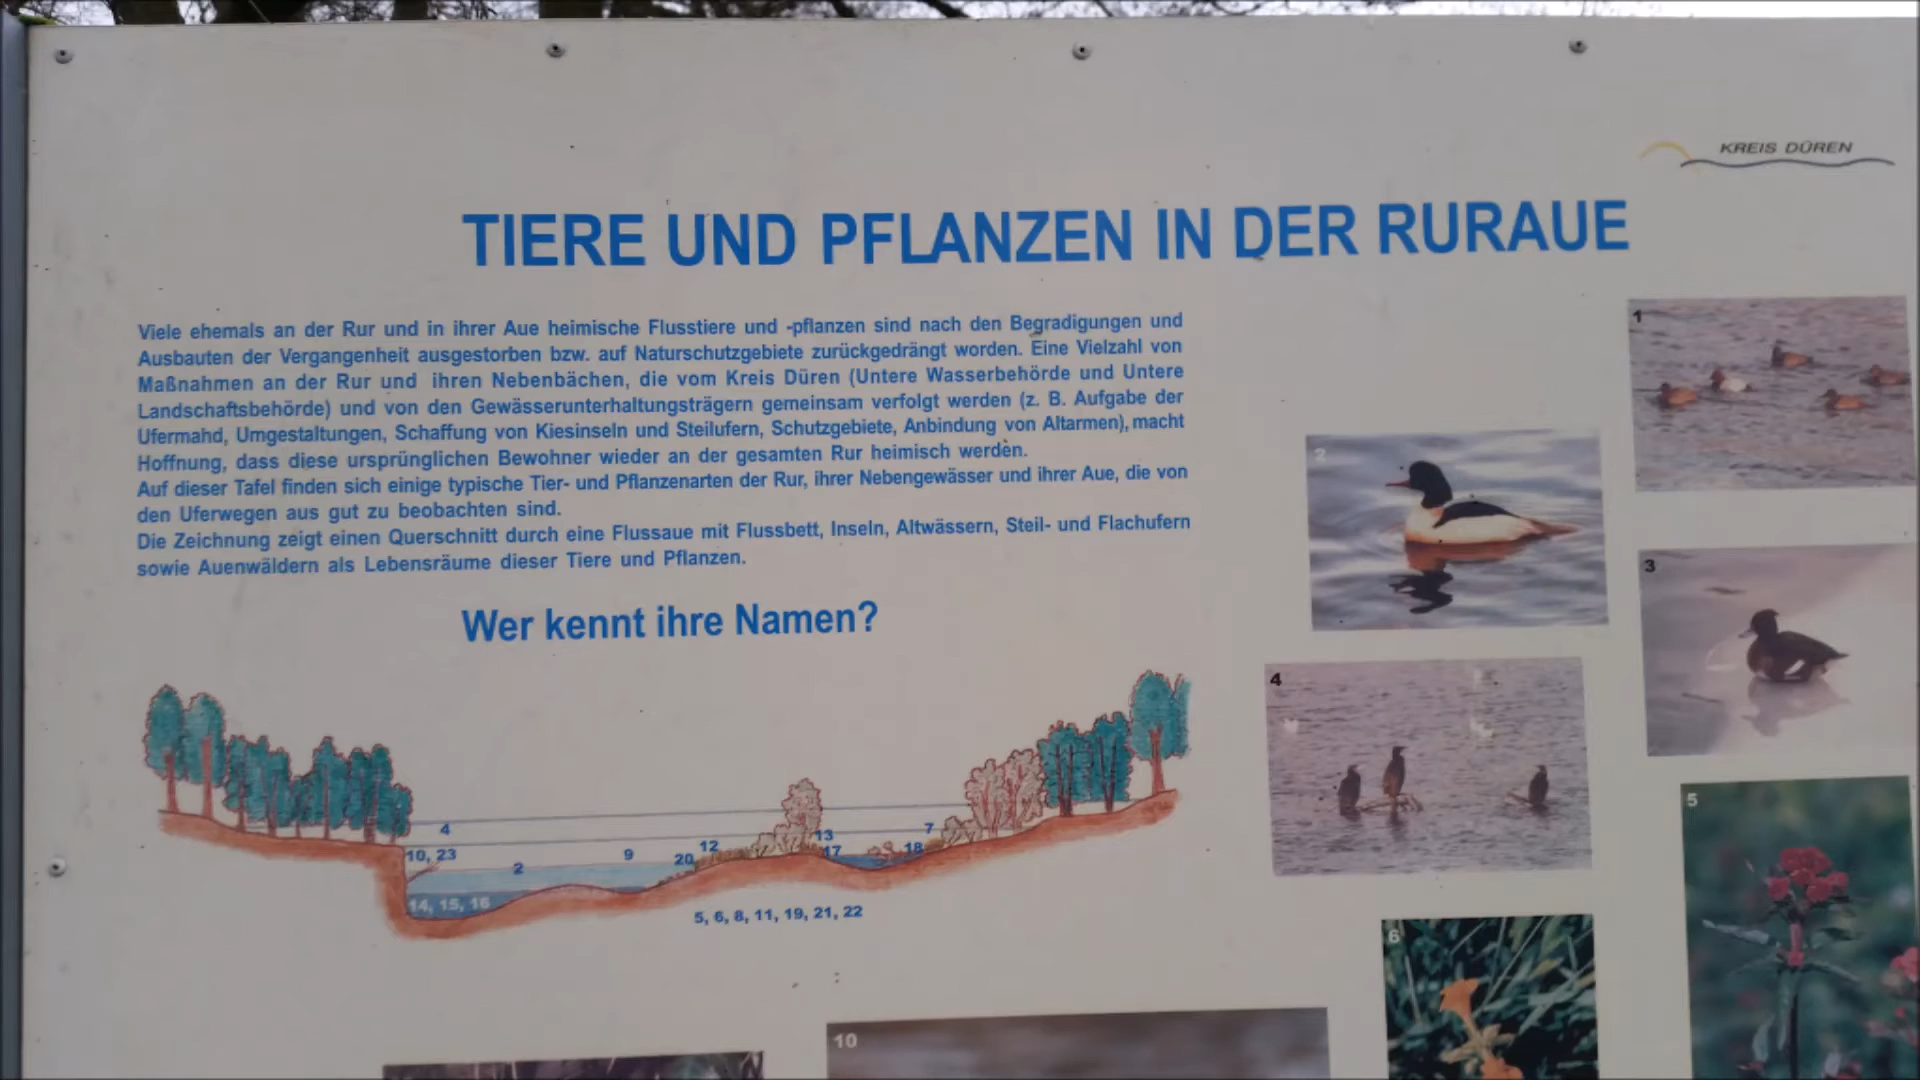 KREIS DÜREN
TIERE UND PFLANZEN IN DER RURAUE
Viele ehemals an der Rur und in ihrer Aue heimische Flusstiere und -pflanzen sind nach den Begradigungen und
Ausbauten der Vergangenheit ausgestorben bzw. auf Naturschutzgebiete zurückgedrängt worden. Eine Vielzahl von
Maßnahmen an der Rur und ihren Nebenbächen, die vom Kreis Düren (Untere Wasserbehörde und Untere
Landschaftsbehörde) und von den Gewässerunterhaltungsträgern gemeinsam verfolgt werden (z. B. Aufgabe der
Ufermahd, Umgestaltungen, Schaffung von Kiesinseln und Steilufern, Schutzgebiete, Anbindung von Altarmen), macht
Hoffnung, dass diese ursprünglichen Bewohner wieder an der gesamten Rur heimisch werden.
Auf dieser Tafel finden sich einige typische Tier- und Pflanzenarten der Rur, ihrer Nebengewässer und ihrer Aue, die von
den Uferwegen aus gut zu beobachten sind.
Die Zeichnung zeigt einen Querschnitt durch eine Flussaue mit Flussbett, Inseln, Altwässern, Steil- und Flachufern
sowie Auenwäldern als Lebensräume dieser Tiere und Pflanzen.
Wer kennt ihre Namen?
4
10, 23
2
9
20
12
13
17
18
7
14, 15, 16
5, 6, 8, 11, 19, 21, 22
1
2
3
4
5
6
10